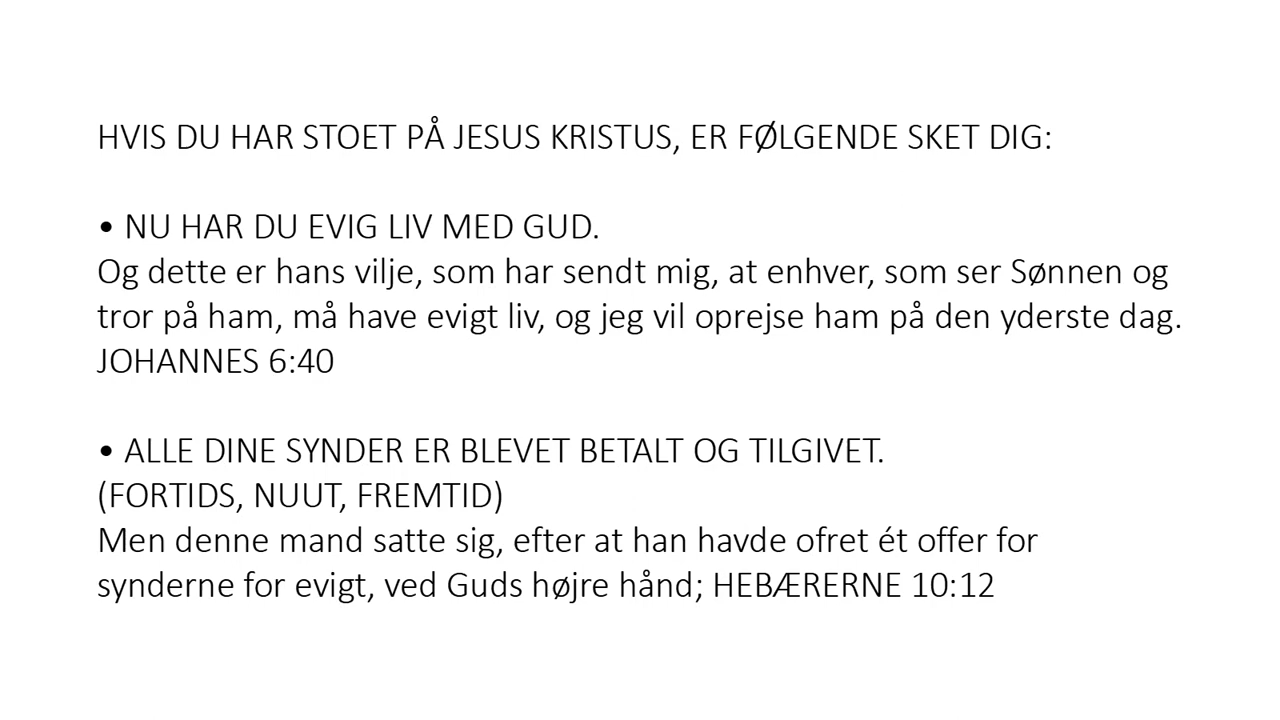 HVIS DU HAR STOET PÅ JESUS KRISTUS, ER FØLGENDE SKET DIG:
• NU HAR DU EVIG LIV MED GUD.
Og dette er hans vilje, som har sendt mig, at enhver, som ser Sønnen og
tror på ham, må have evigt liv, og jeg vil oprejse ham på den yderste dag.
JOHANNES 6:40
• ALLE DINE SYNDER ER BLEVET BETALT OG TILGIVET.
(FORTIDS, NUUT, FREMTID)
Men denne mand satte sig, efter at han havde ofret ét offer for
synderne for evigt, ved Guds højre hånd; HEBÆRERNE 10:12